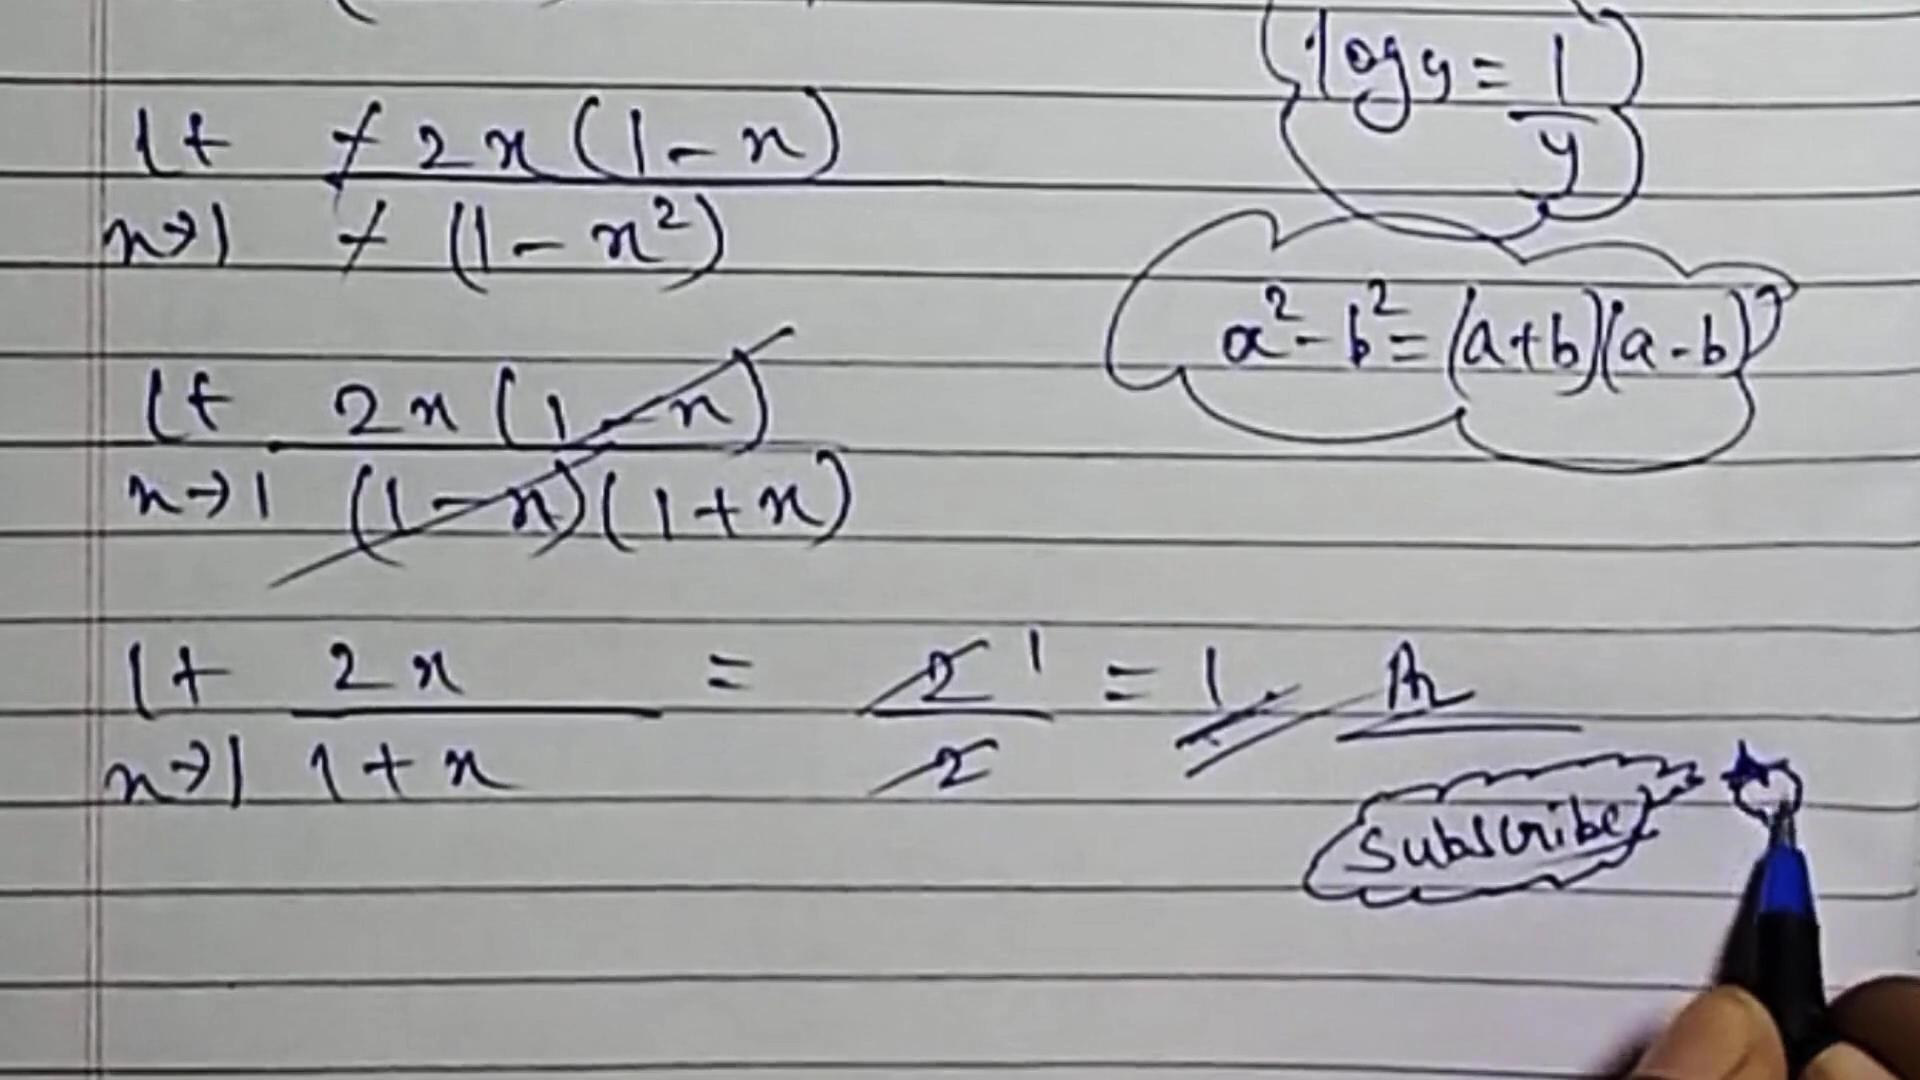 log y = 1/y
lt -2x(1-x)
x→1 -(1-x²)
a²-b²=(a+b)(a-b)
lt 2x(1-x)
x→1 (1-x)(1+x)
lt 2x = 2 1 = 1
x→1 1+x 2
Subscribe